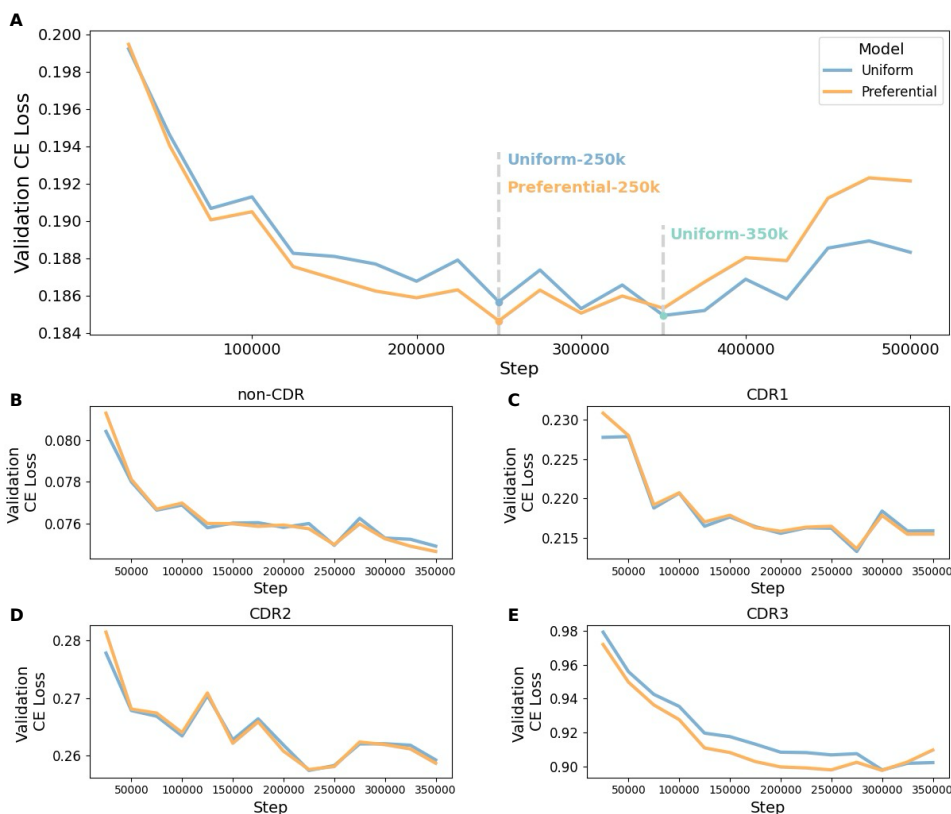 A
Validation CE Loss
0.200
0.198
0.196
0.194
0.192
0.190
0.188
0.186
0.184
Model
Uniform
Preferential
Uniform-250k
Preferential-250k
Uniform-350k
100000 200000 300000 400000 500000
Step
B
non-CDR
Validation
CE Loss
0.080
0.078
0.076
50000 100000 150000 200000 250000 300000 350000
Step
C
CDR1
Validation
CE Loss
0.230
0.225
0.220
0.215
50000 100000 150000 200000 250000 300000 350000
Step
D
CDR2
Validation
CE Loss
0.28
0.27
0.26
50000 100000 150000 200000 250000 300000 350000
Step
E
CDR3
Validation
CE Loss
0.98
0.96
0.94
0.92
0.90
50000 100000 150000 200000 250000 300000 350000
Step